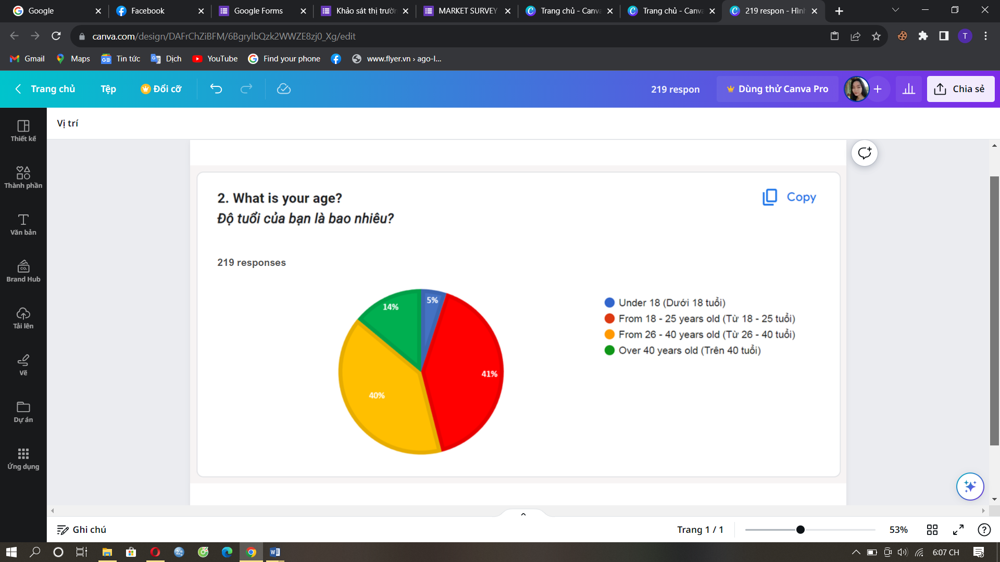 Google
Facebook
Google Forms
Khảo sát thị trườn
MARKET SURVEY
Trang chủ - Canva
Trang chủ - Canva
219 respon - Hình
canva.com/design/DAFrChZiBFM/6BgrylbQzk2WWZE8zj0_Xg/edit
T
Gmail
Maps
Tin tức
Dịch
YouTube
Find your phone
www.flyer.vn › ago-l...
Trang chủ
Tệp
Đổi cỡ
219 respon
Dùng thử Canva Pro
Chia sẻ
Thiết kế
Thành phần
Văn bản
CO.
Brand Hub
Tải lên
Vẽ
Dự án
Ứng dụng
Vị trí
2. What is your age?
Copy
Độ tuổi của bạn là bao nhiêu?
219 responses
5%
14%
41%
40%
Under 18 (Dưới 18 tuổi)
From 18 - 25 years old (Từ 18 - 25 tuổi)
From 26 - 40 years old (Từ 26 - 40 tuổi)
Over 40 years old (Trên 40 tuổi)
Ghi chú
Trang 1 / 1
53%
6:07 CH